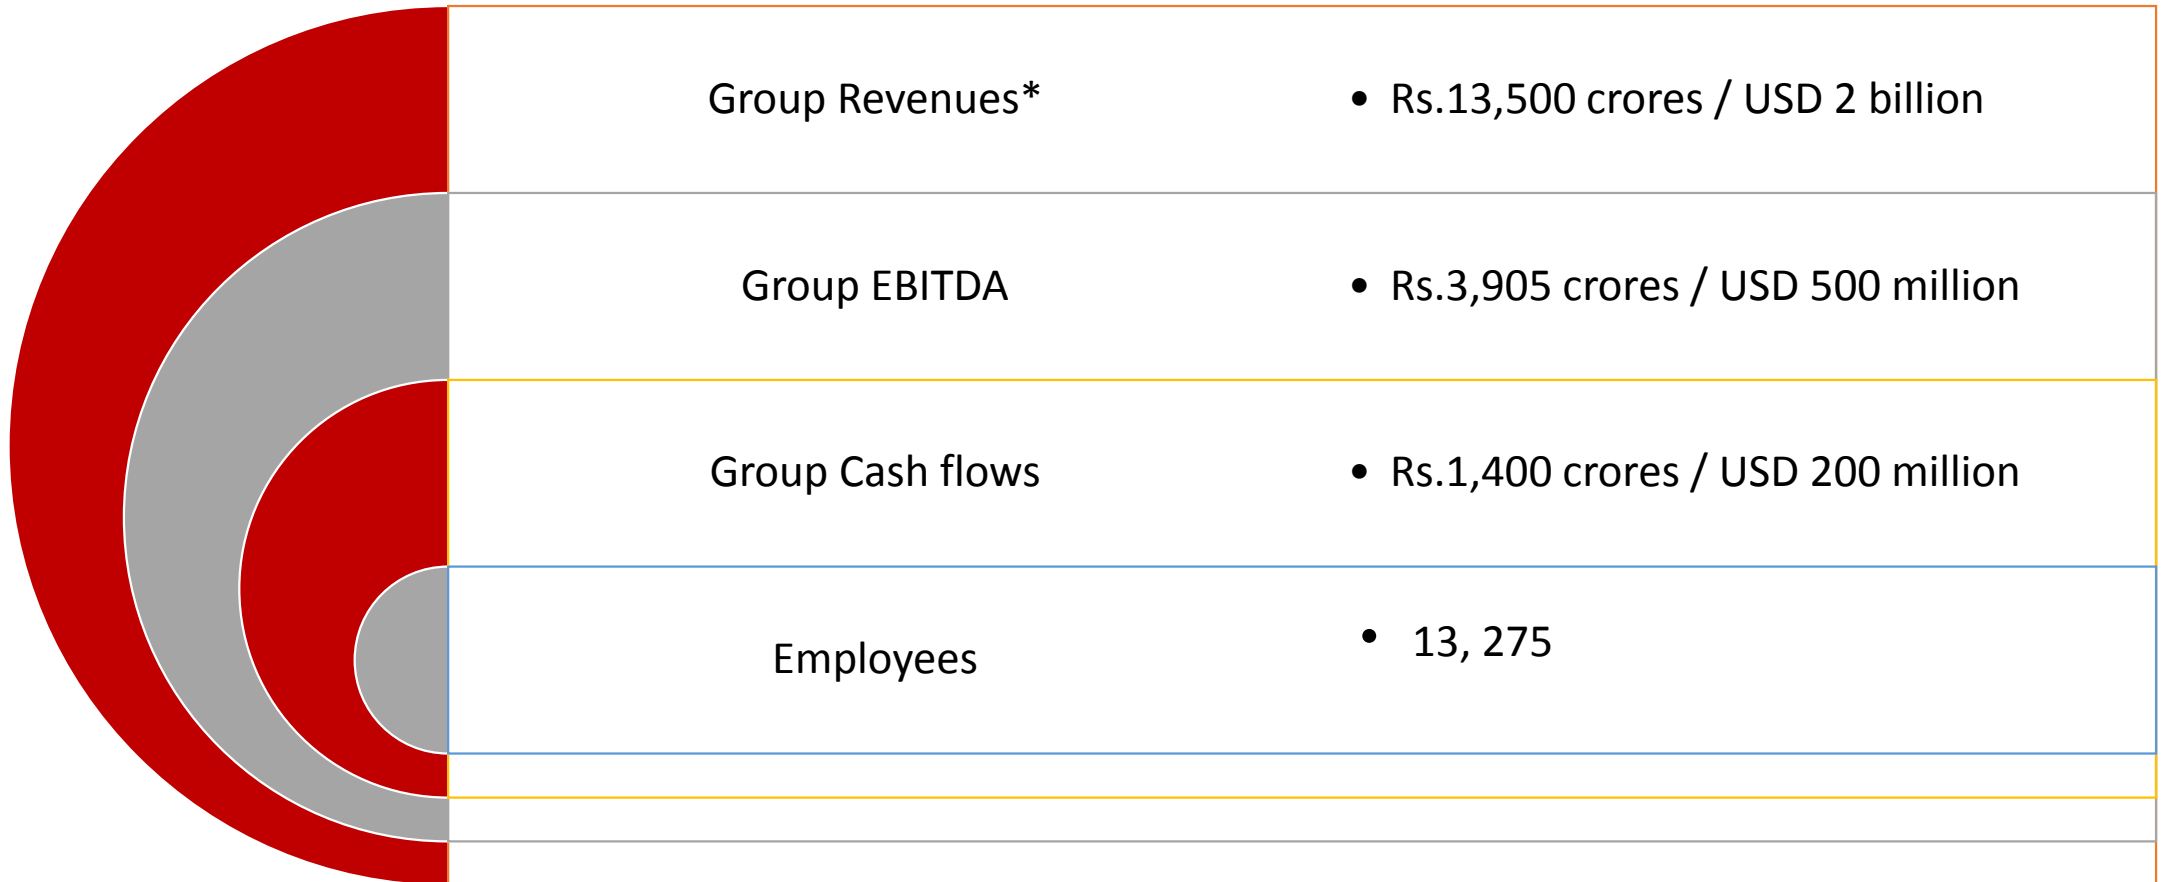 Group Revenues*
• Rs.13,500 crores / USD 2 billion
Group EBITDA
• Rs.3,905 crores / USD 500 million
Group Cash flows
• Rs.1,400 crores / USD 200 million
Employees
• 13, 275